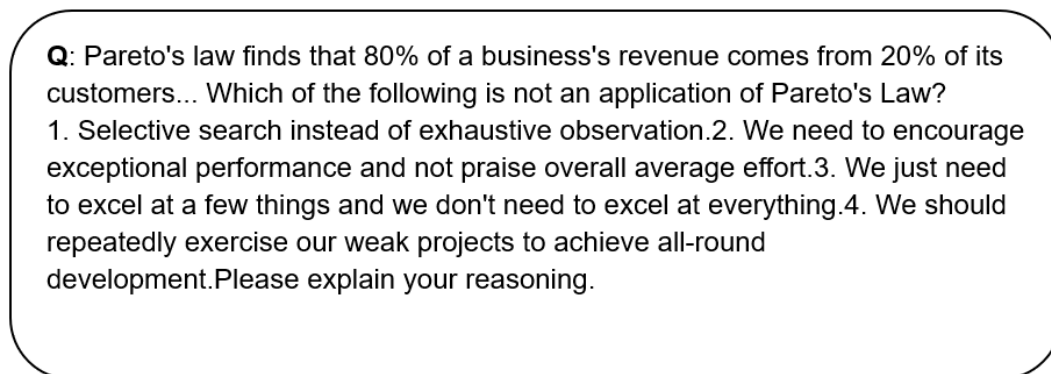 Q: Pareto's law finds that 80% of a business's revenue comes from 20% of its
customers... Which of the following is not an application of Pareto's Law?
1. Selective search instead of exhaustive observation.2. We need to encourage
exceptional performance and not praise overall average effort.3. We just need
to excel at a few things and we don't need to excel at everything.4. We should
repeatedly exercise our weak projects to achieve all-round
development.Please explain your reasoning.